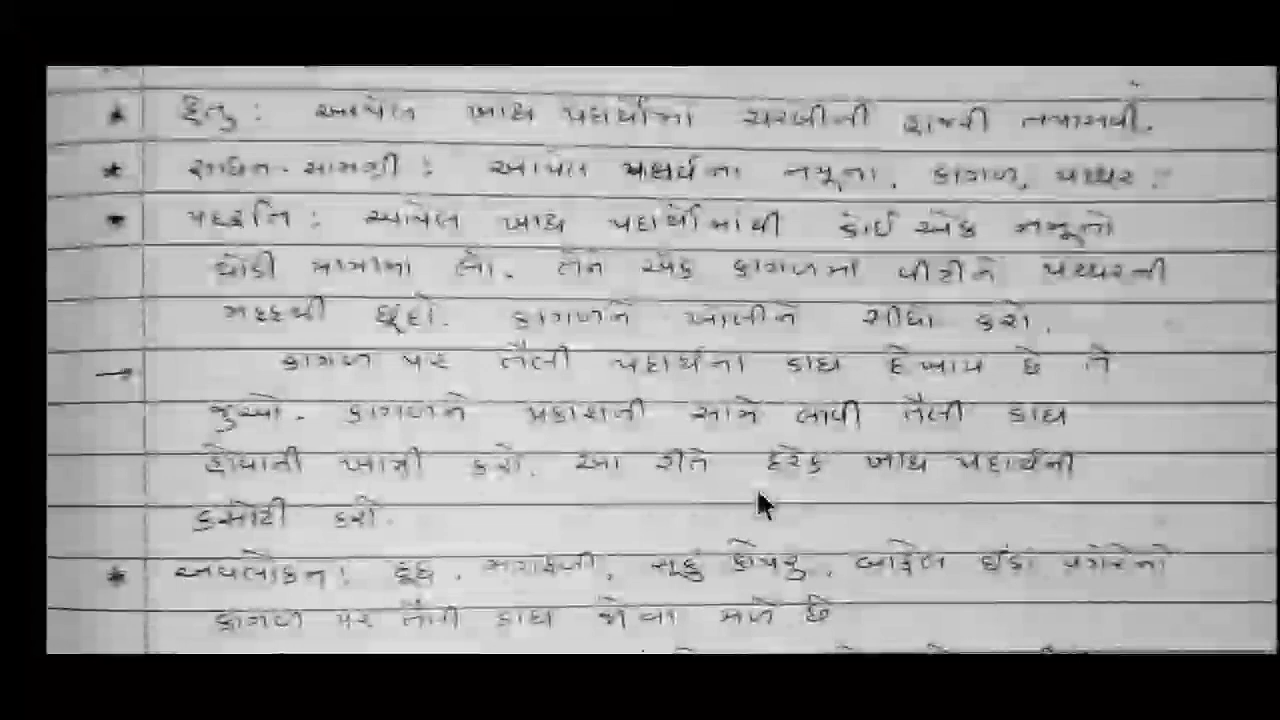 * હેતુ : આપેલ ખાદ્ય પદાર્થોમાં ચરબીની હાજરી તપાસવી.
* સાધન-સામગ્રી : આપેલ પદાર્થના નમૂના, કાગળ, પથ્થર.
* પદ્ધતિ : આપેલ ખાદ્ય પદાર્થોમાંથી કોઈ એક નમૂનો
થોડી માત્રામાં લો. તેને એક કાગળમાં વીંટીને પથ્થરની
મદદથી છૂંદો. કાગળને ખોલીને સીધો કરો.
→ કાગળ પર તૈલી પદાર્થના ડાઘ દેખાય છે તે
જુઓ. કાગળને પ્રકાશની સામે લાવી તૈલી ડાઘ
હોવાની ખાત્રી કરો. આ રીતે દરેક ખાદ્ય પદાર્થની
કસોટી કરો.
* અવલોકન : દૂધ, મગફળી, સૂકું કોપરું, બાફેલ ઈંડા વગેરેનો
કાગળ પર તૈલી ડાઘ જોવા મળે છે